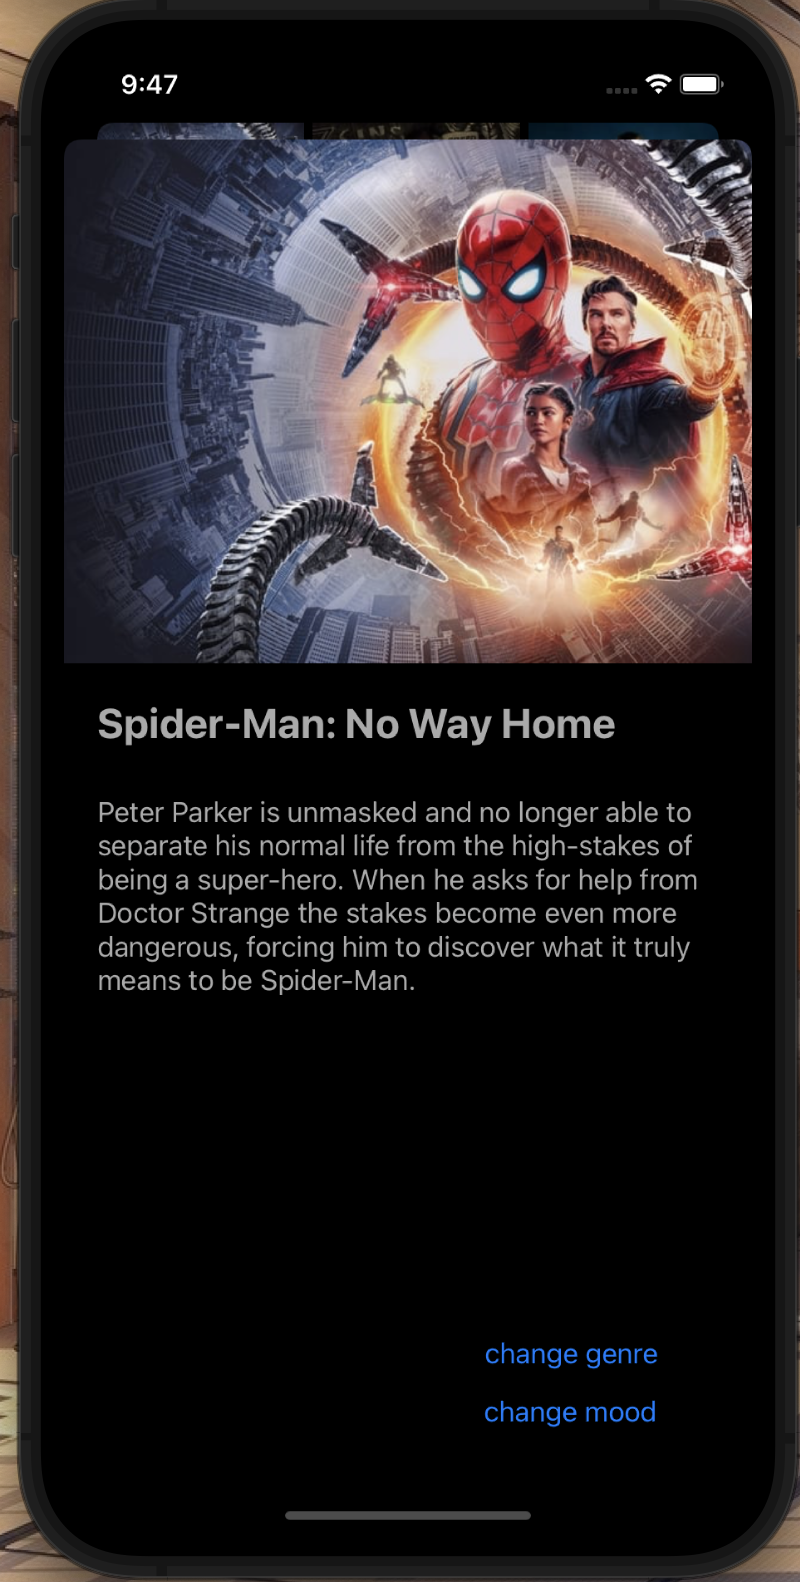 9:47
Spider-Man: No Way Home
Peter Parker is unmasked and no longer able to
separate his normal life from the high-stakes of
being a super-hero. When he asks for help from
Doctor Strange the stakes become even more
dangerous, forcing him to discover what it truly
means to be Spider-Man.
change genre
change mood